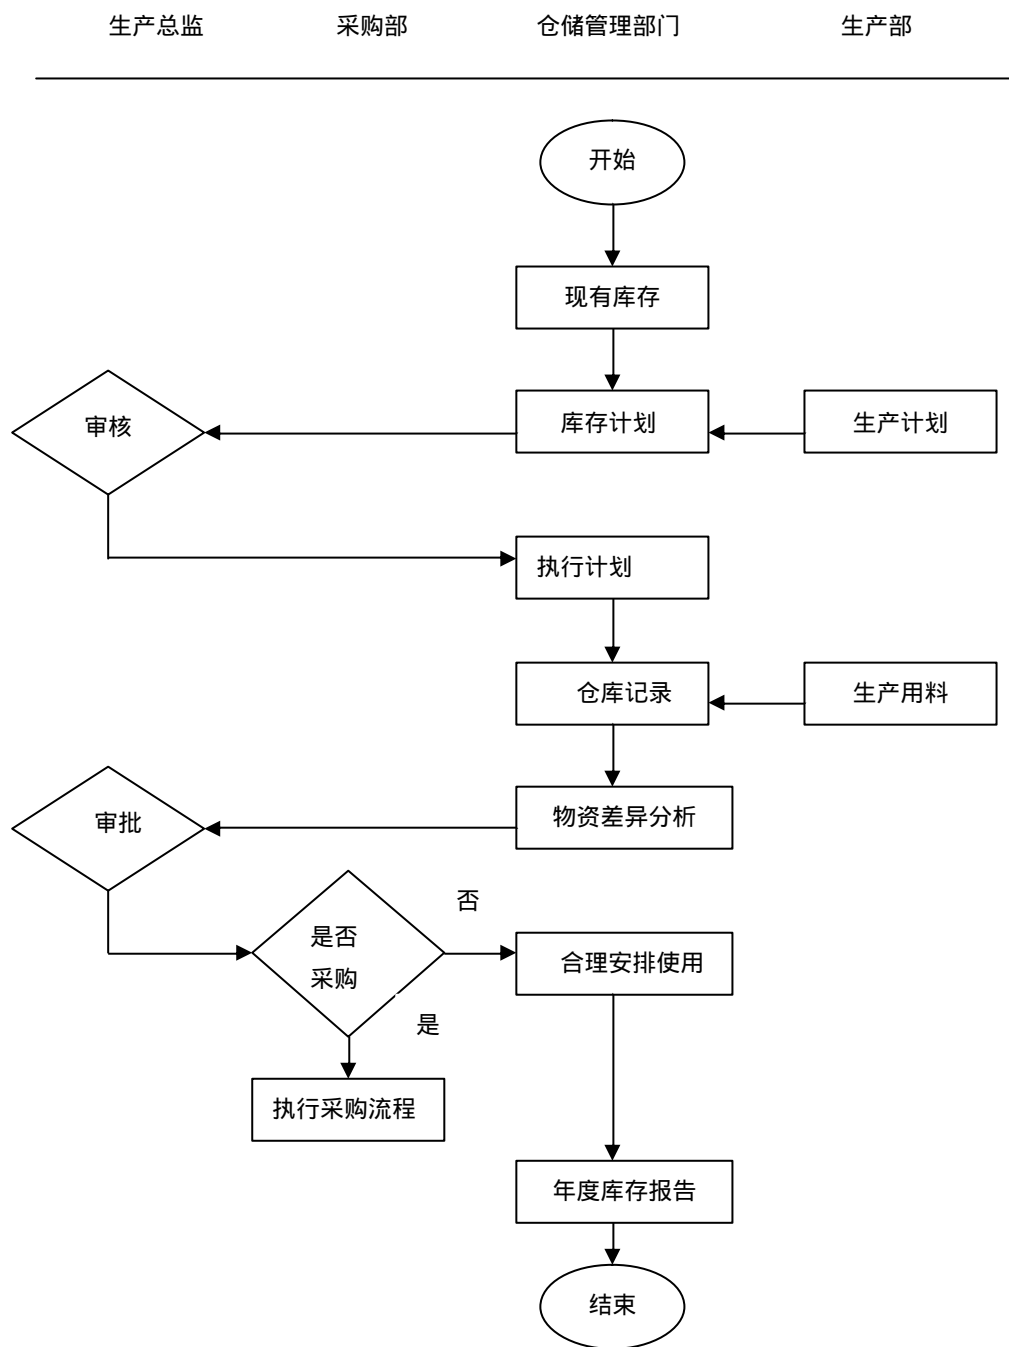 生产总监 采购部 仓储管理部门 生产部
开始
现有库存
审核 库存计划 生产计划
执行计划
仓库记录 生产用料
审批 物资差异分析
否
是否
采购
合理安排使用
是
执行采购流程
年度库存报告
结束